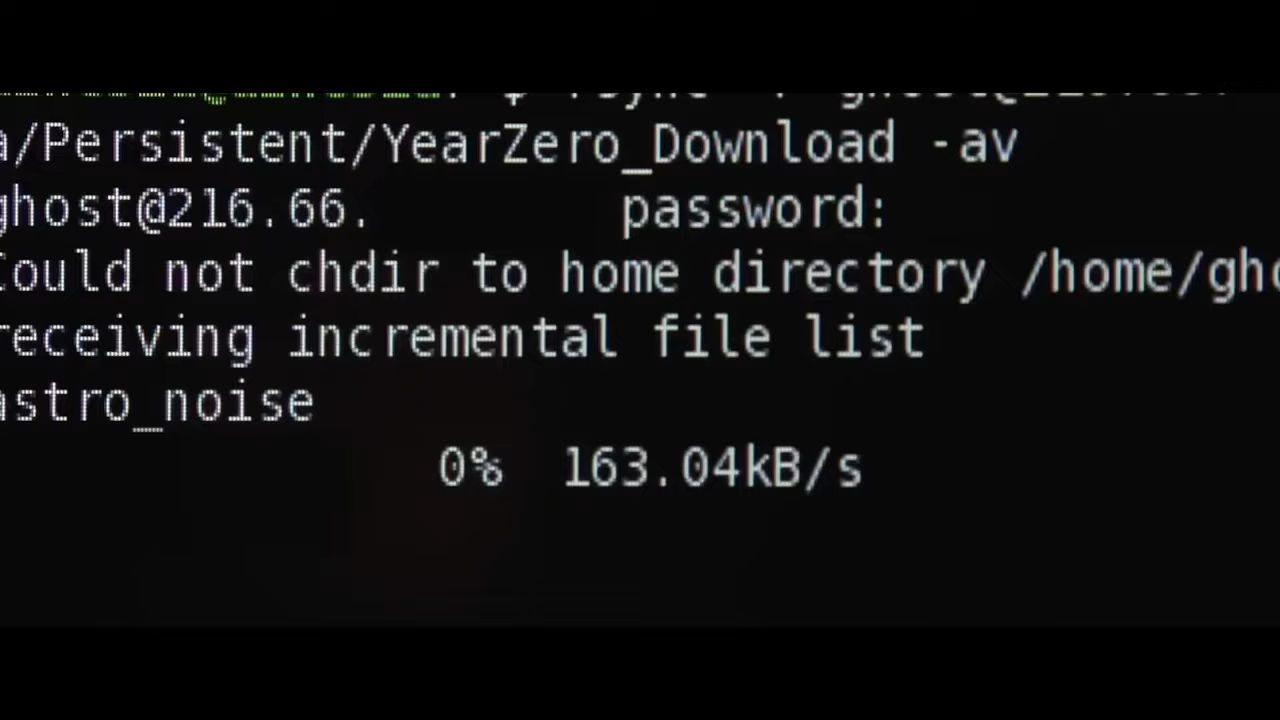 a/Persistent/YearZero_Download -av
ghost@216.66. password:
Could not chdir to home directory /home/gho
receiving incremental file list
astro_noise
0% 163.04kB/s